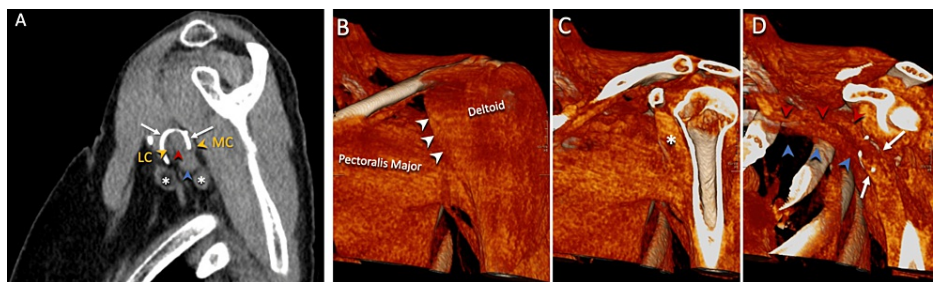 A
LC
MC
*
*
B
Deltoid
Pectoralis Major
C
*
D